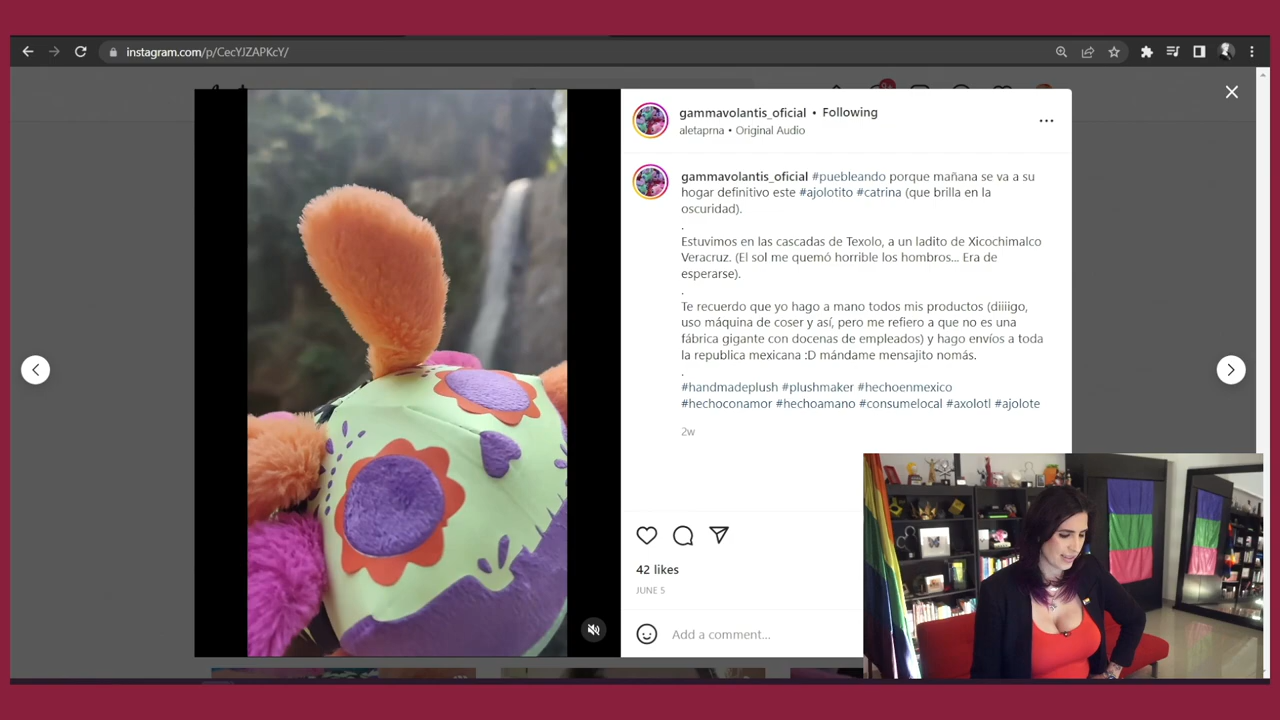 instagram.com/p/CecYJZAPKcY/
gammavolantis_oficial • Following
aletaprna • Original Audio
gammavolantis_oficial #puebleando porque mañana se va a su
hogar definitivo este #ajolotito #catrina (que brilla en la
oscuridad).
.
Estuvimos en las cascadas de Texolo, a un ladito de Xicochimalco
Veracruz. (El sol me quemó horrible los hombros... Era de
esperarse).
.
Te recuerdo que yo hago a mano todos mis productos (diiiigo,
uso máquina de coser y así, pero me refiero a que no es una
fábrica gigante con docenas de empleados) y hago envíos a toda
la republica mexicana :D mándame mensajito nomás.
.
#handmadeplush #plushmaker #hechoenmexico
#hechoconamor #hechoamano #consumelocal #axolotl #ajolote
2w
42 likes
JUNE 5
Add a comment...